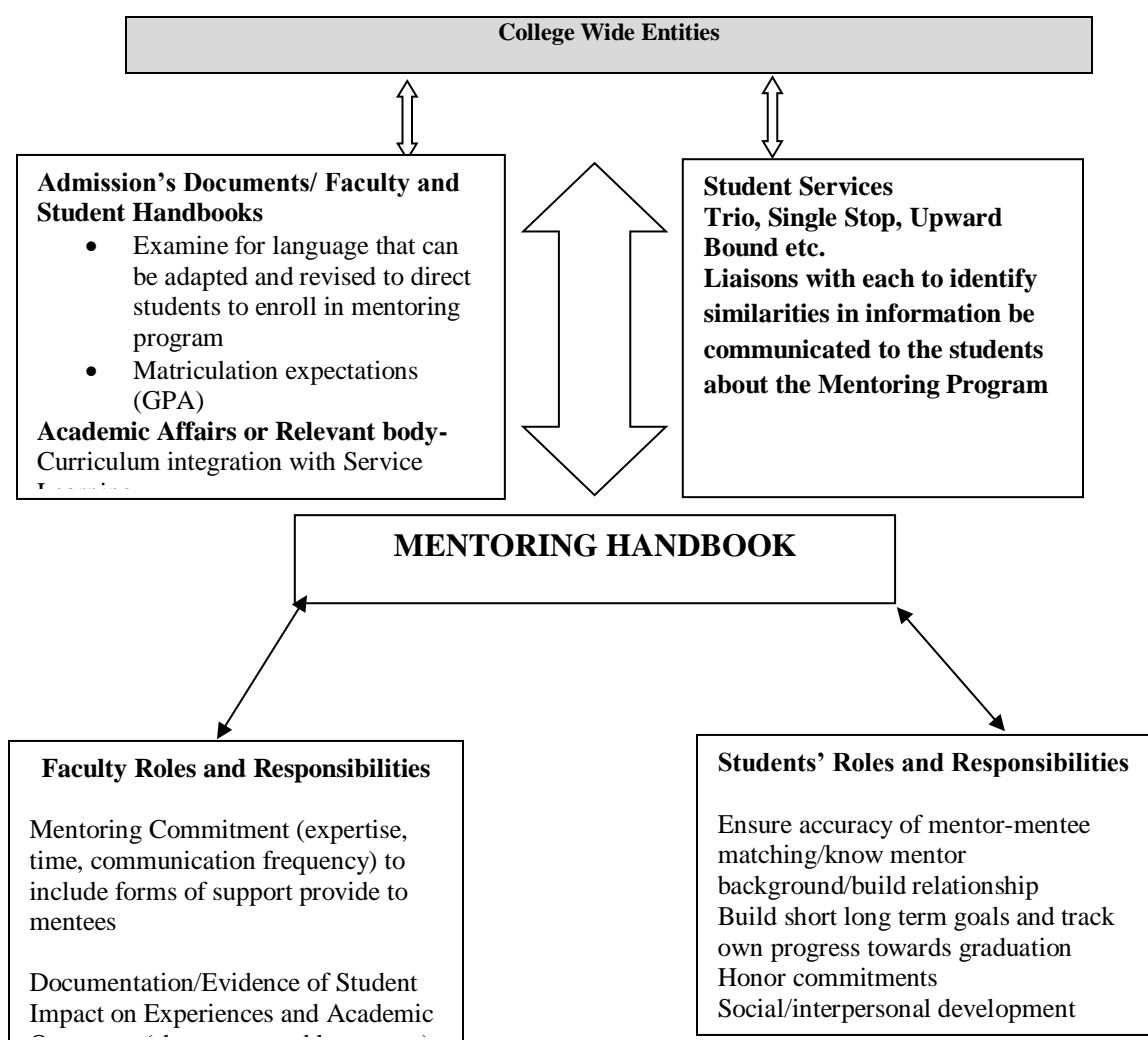 College Wide Entities
Admission’s Documents/ Faculty and
Student Handbooks
• Examine for language that can
be adapted and revised to direct
students to enroll in mentoring
program
• Matriculation expectations
(GPA)
Academic Affairs or Relevant body-
Curriculum integration with Service
Student Services
Trio, Single Stop, Upward
Bound etc.
Liaisons with each to identify
similarities in information be
communicated to the students
about the Mentoring Program
MENTORING HANDBOOK
Faculty Roles and Responsibilities
Mentoring Commitment (expertise,
time, communication frequency) to
include forms of support provide to
mentees
Documentation/Evidence of Student
Impact on Experiences and Academic
Students’ Roles and Responsibilities
Ensure accuracy of mentor-mentee
matching/know mentor
background/build relationship
Build short long term goals and track
own progress towards graduation
Honor commitments
Social/interpersonal development